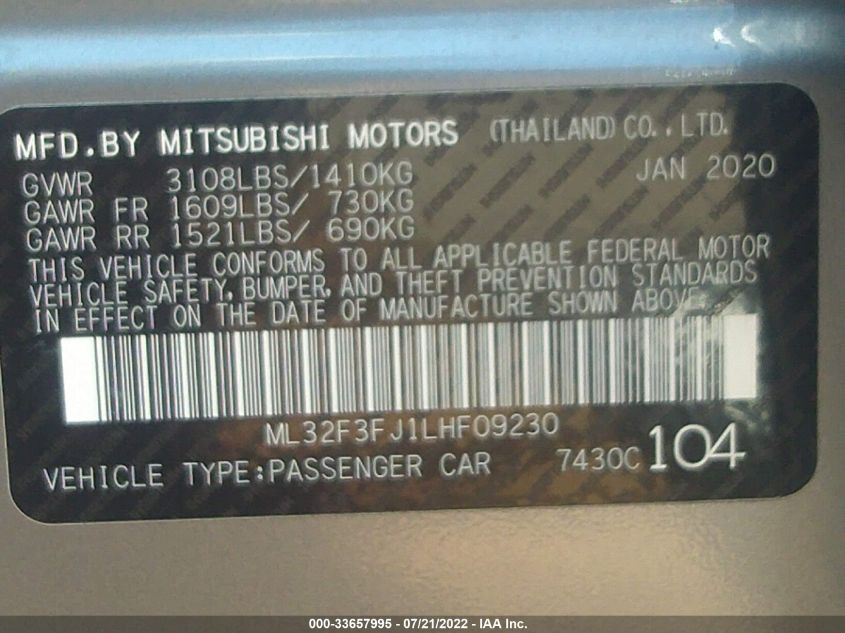 MFD.BY MITSUBISHI MOTORS (THAILAND) CO., LTD.
GVWR 3108LBS/1410KG JAN 2020
GAWR FR 1609LBS/ 730KG
GAWR RR 1521LBS/ 690KG
THIS VEHICLE CONFORMS TO ALL APPLICABLE FEDERAL MOTOR
VEHICLE SAFETY, BUMPER, AND THEFT PREVENTION STANDARDS
IN EFFECT ON THE DATE OF MANUFACTURE SHOWN ABOVE.
ML32F3FJ1LHF09230
VEHICLE TYPE:PASSENGER CAR 7430C 104
000-33657995 - 07/21/2022 - IAA Inc.